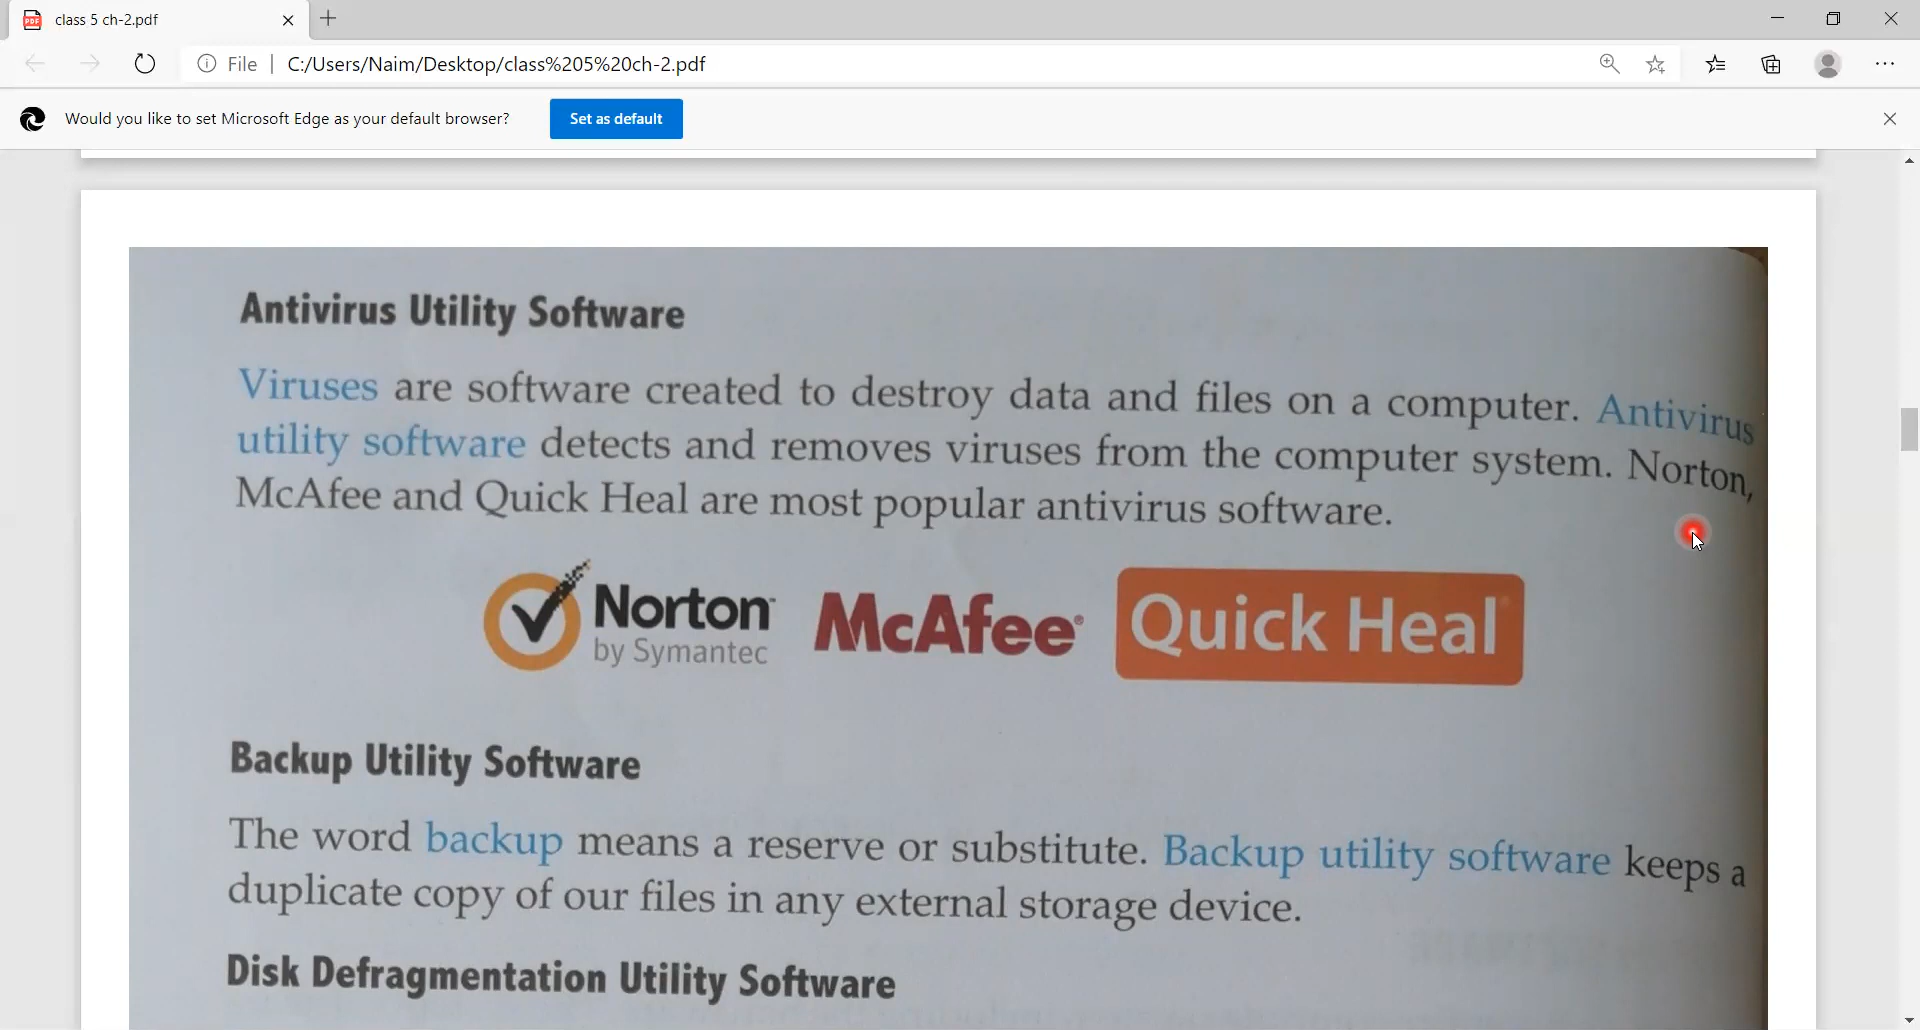 class 5 ch-2.pdf
File | C:/Users/Naim/Desktop/class%205%20ch-2.pdf
Would you like to set Microsoft Edge as your default browser? Set as default
Antivirus Utility Software
Viruses are software created to destroy data and files on a computer. Antivirus
utility software detects and removes viruses from the computer system. Norton,
McAfee and Quick Heal are most popular antivirus software.
Norton™ McAfee® Quick Heal
by Symantec
Backup Utility Software
The word backup means a reserve or substitute. Backup utility software keeps a
duplicate copy of our files in any external storage device.
Disk Defragmentation Utility Software